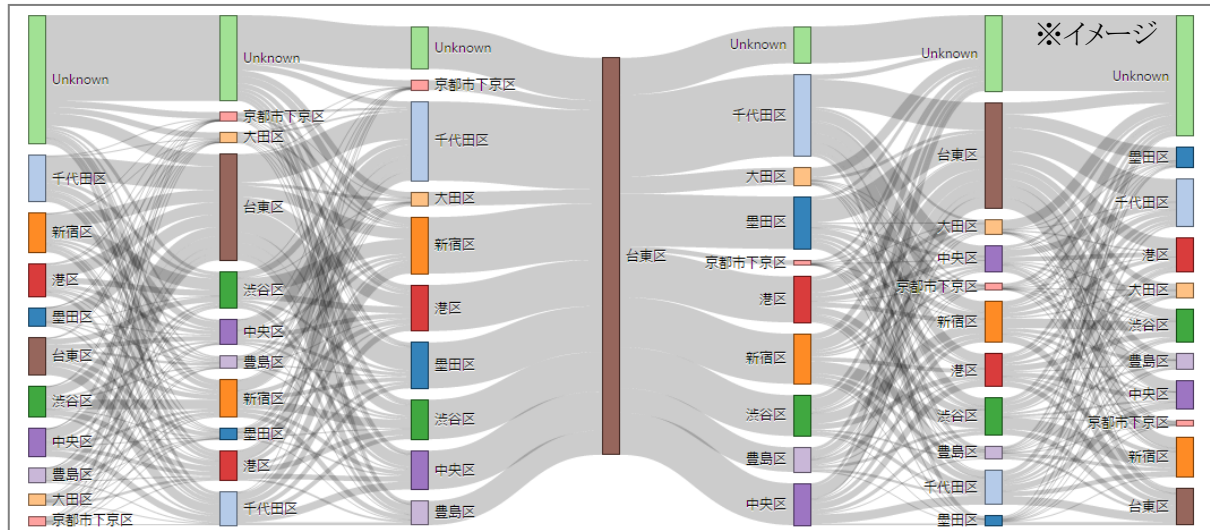 ※イメージ
Unknown
千代田区
新宿区
港区
墨田区
台東区
渋谷区
中央区
豊島区
大田区
京都市下京区
Unknown
京都市下京区
大田区
台東区
渋谷区
中央区
豊島区
新宿区
墨田区
港区
千代田区
Unknown
京都市下京区
千代田区
大田区
新宿区
港区
墨田区
渋谷区
中央区
豊島区
台東区
Unknown
千代田区
大田区
墨田区
京都市下京区
港区
新宿区
渋谷区
豊島区
中央区
Unknown
台東区
大田区
中央区
京都市下京区
新宿区
港区
渋谷区
豊島区
千代田区
墨田区
Unknown
墨田区
千代田区
港区
大田区
渋谷区
豊島区
中央区
京都市下京区
新宿区
台東区